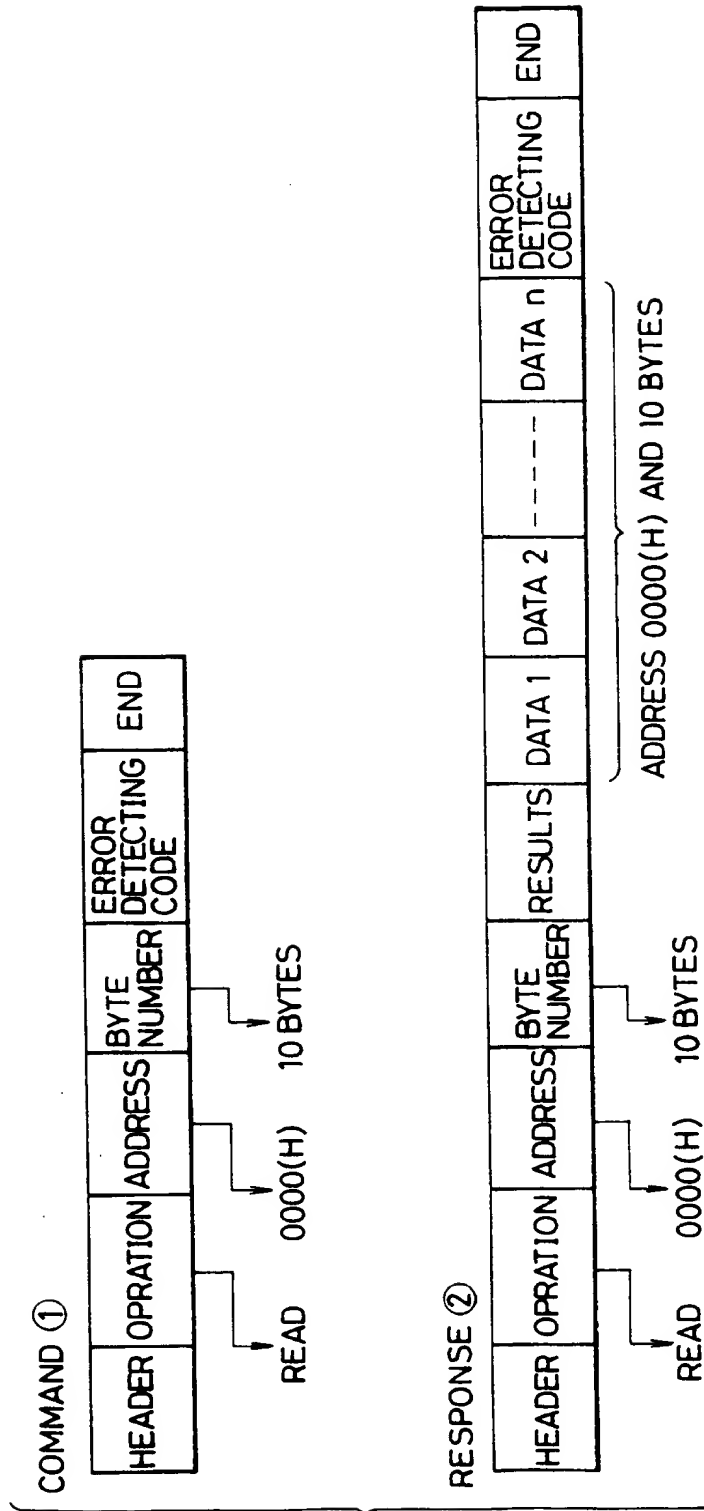 COMMAND ①
HEADER OPRATION ADDRESS BYTE NUMBER ERROR DETECTING CODE END
READ 0000(H) 10 BYTES
RESPONSE ②
HEADER OPRATION ADDRESS BYTE NUMBER RESULTS DATA 1 DATA 2 ----- DATA n ERROR DETECTING CODE END
READ 0000(H) 10 BYTES ADDRESS 0000(H) AND 10 BYTES